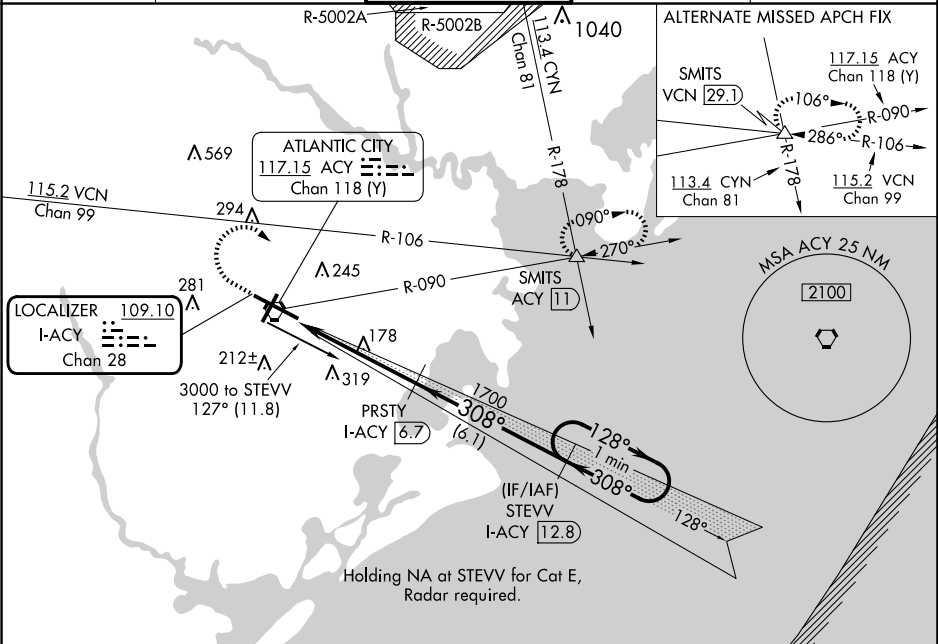 R-5002A
R-5002B
1040
113.4 CYN
Chan 81
R-178
ALTERNATE MISSED APCH FIX
SMITS
VCN 29.1
117.15 ACY
Chan 118 (Y)
106°
R-090
286°
R-106
R-178
113.4 CYN
Chan 81
115.2 VCN
Chan 99
569
ATLANTIC CITY
117.15 ACY
Chan 118 (Y)
115.2 VCN
Chan 99
294
R-106
090°
270°
SMITS
ACY 11
245
R-090
MSA ACY 25 NM
2100
281
LOCALIZER 109.10
I-ACY
Chan 28
178
212±
319
3000 to STEVV
127° (11.8)
PRSTY
I-ACY 6.7
1700
308°
(6.1)
128°
1 min
308°
128°
(IF/IAF)
STEVV
I-ACY 12.8
Holding NA at STEVV for Cat E,
Radar required.